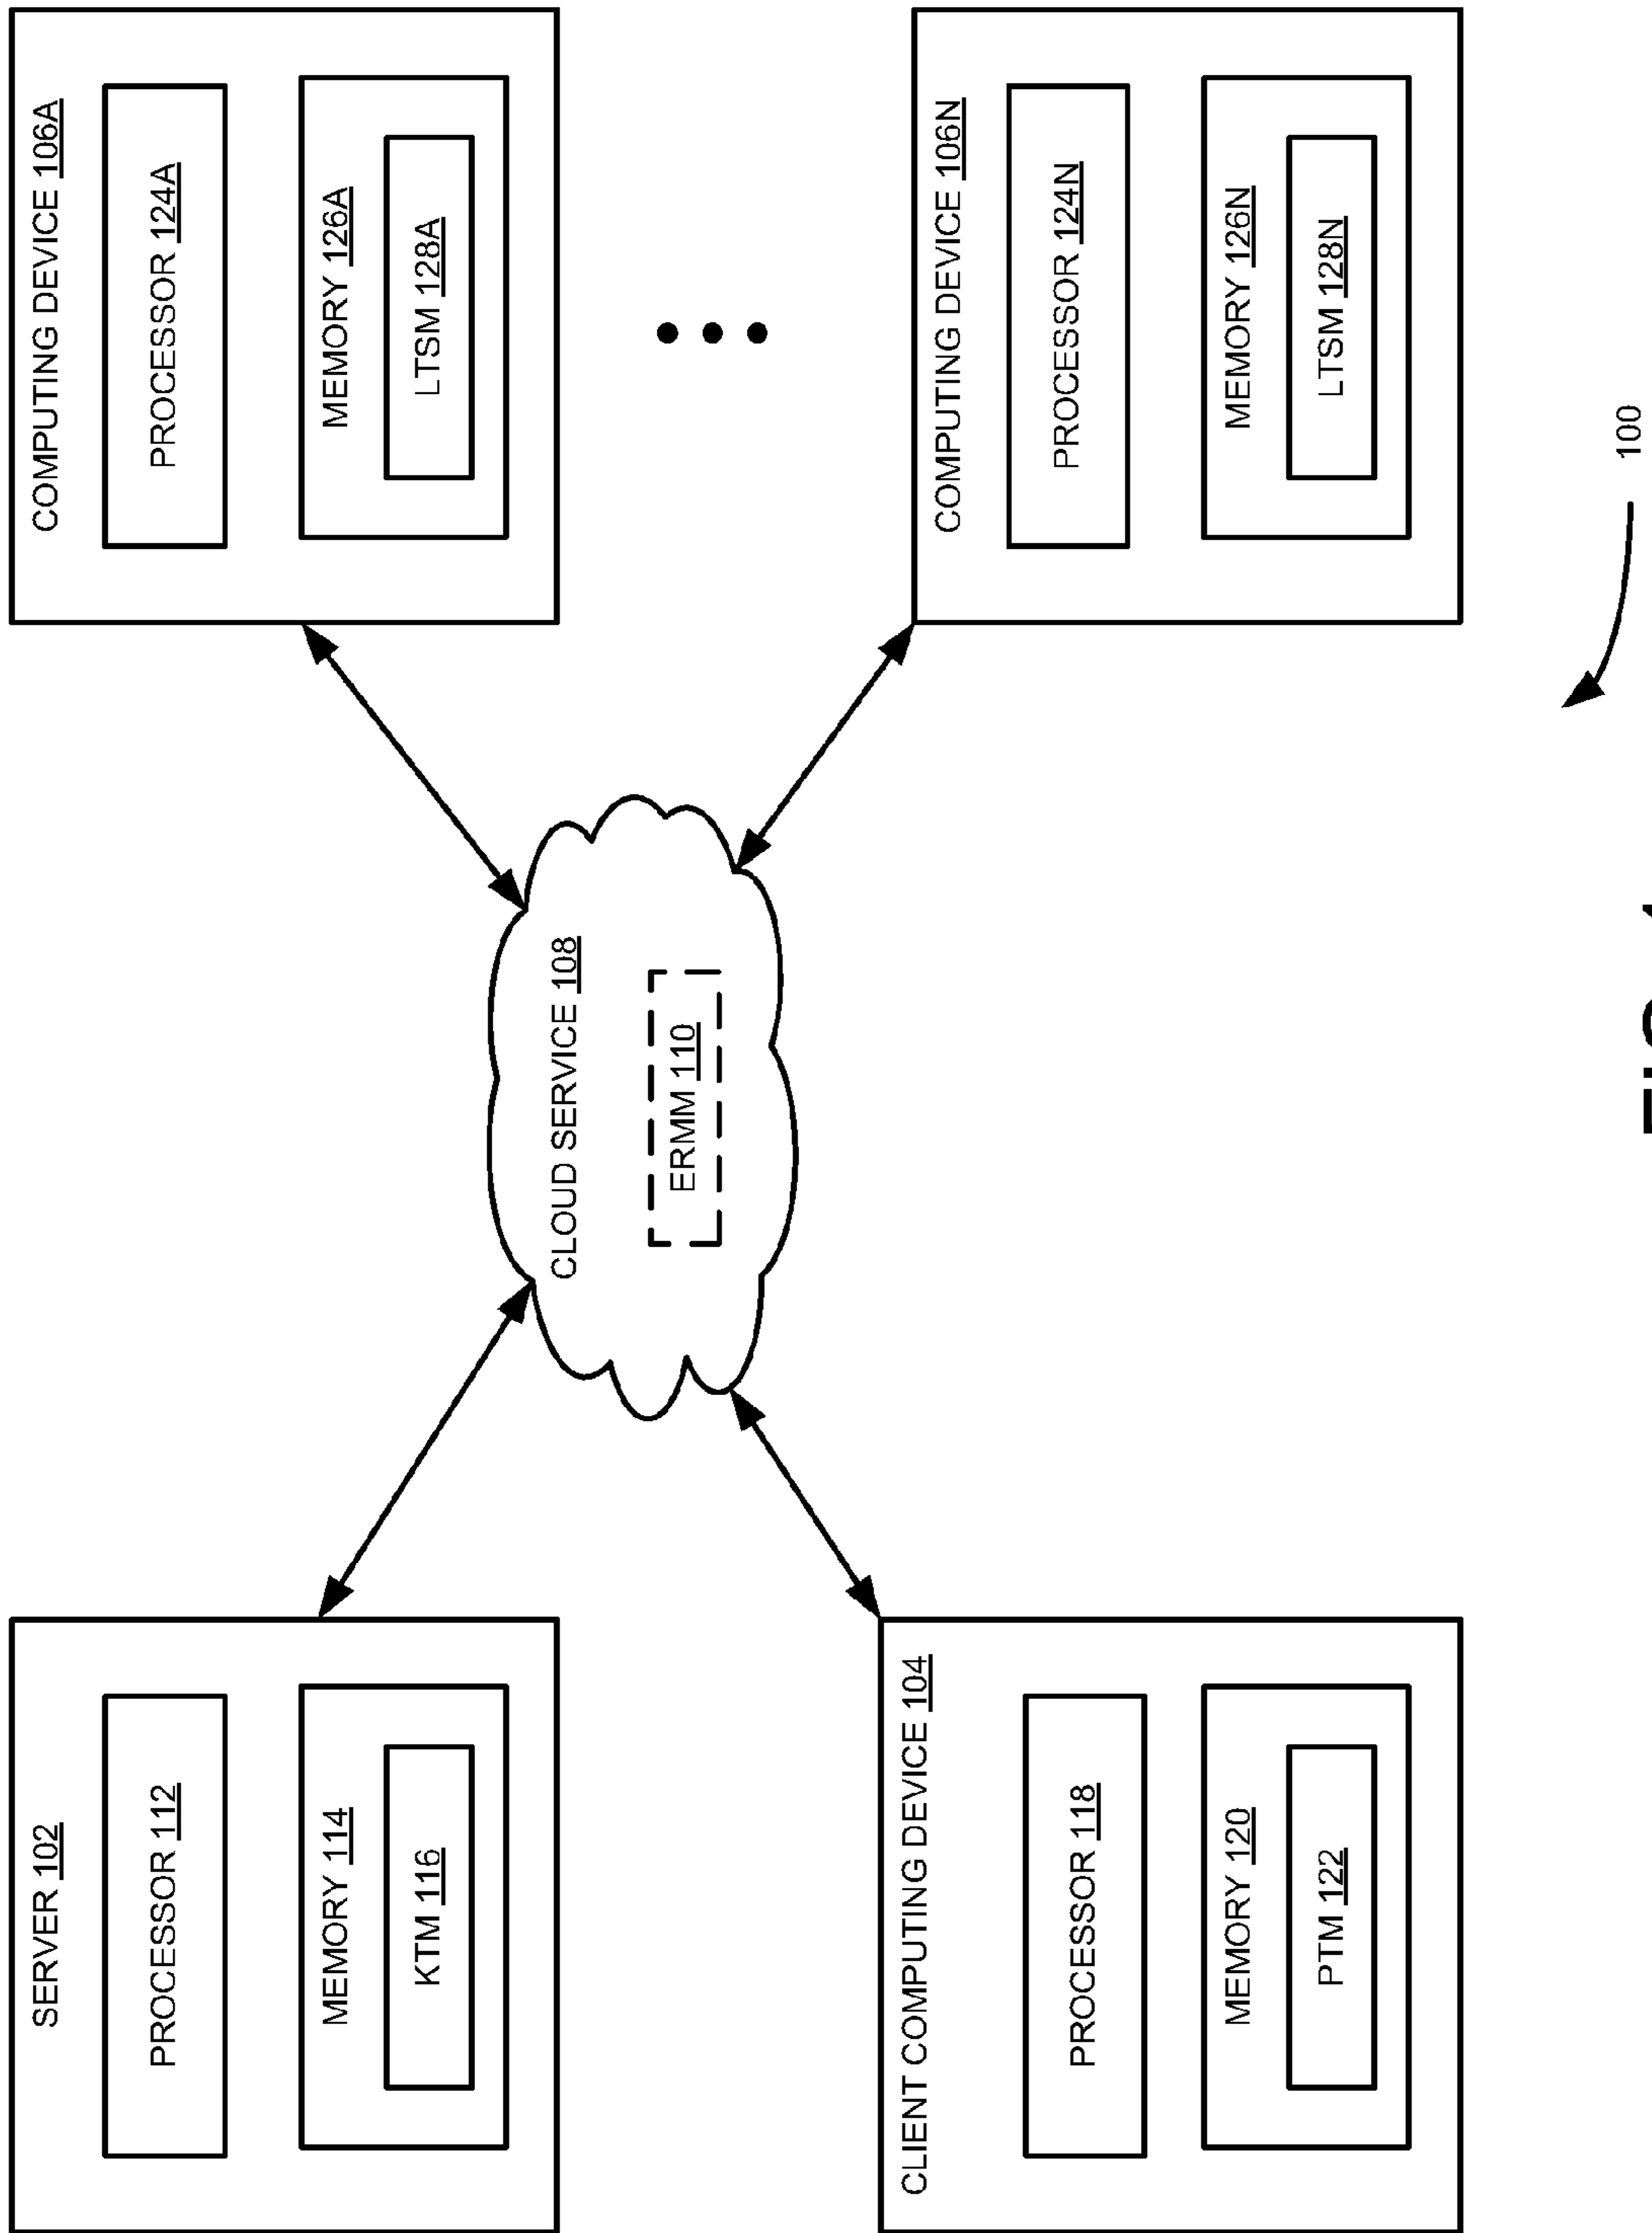 SERVER 102
PROCESSOR 112
MEMORY 114
KTM 116
CLIENT COMPUTING DEVICE 104
PROCESSOR 118
MEMORY 120
PTM 122
CLOUD SERVICE 108
ERMM 110
COMPUTING DEVICE 106A
PROCESSOR 124A
MEMORY 126A
LTSM 128A
COMPUTING DEVICE 106N
PROCESSOR 124N
MEMORY 126N
LTSM 128N
100